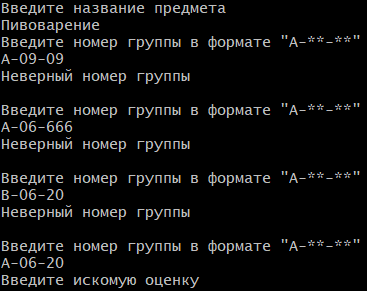 Введите название предмета
Пивоварение
Введите номер группы в формате "А-**-**"
А-09-09
Неверный номер группы
Введите номер группы в формате "А-**-**"
А-06-666
Неверный номер группы
Введите номер группы в формате "А-**-**"
В-06-20
Неверный номер группы
Введите номер группы в формате "А-**-**"
А-06-20
Введите искомую оценку